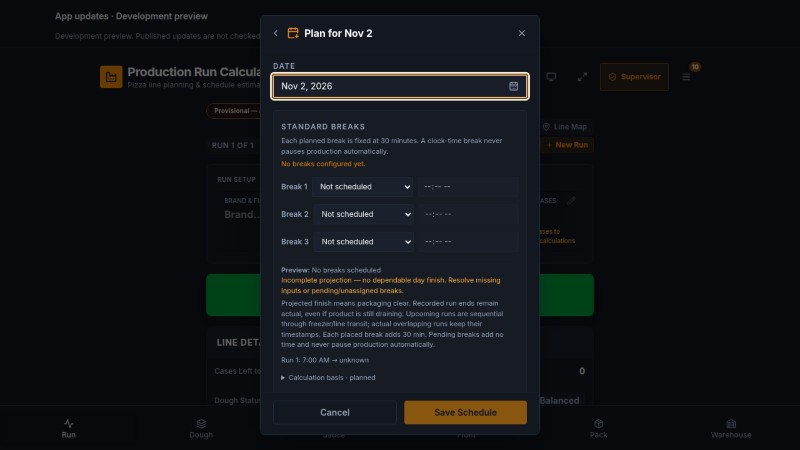 App updates · Development preview
Development preview. Published updates are not checked
Production Run Calcula
Pizza line planning & schedule estima
Supervisor
10
Provisional —
Line Map
RUN 1 OF 1
+ New Run
RUN SETUP
BRAND & FL
Brand...
ASES
ases to
calculations
LINE DETA
Cases Left to
0
Dough Status
Balanced
Plan for Nov 2
DATE
Nov 2, 2026
STANDARD BREAKS
Each planned break is fixed at 30 minutes. A clock-time break never
pauses production automatically.
No breaks configured yet.
Break 1 Not scheduled --:-- --
Break 2 Not scheduled --:-- --
Break 3 Not scheduled --:-- --
Preview: No breaks scheduled
Incomplete projection — no dependable day finish. Resolve missing
inputs or pending/unassigned breaks.
Projected finish means packaging clear. Recorded run ends remain
actual, even if product is still draining. Upcoming runs are sequential
through freezer/line transit; actual overlapping runs keep their
timestamps. Each placed break adds 30 min. Pending breaks add no
time and never pause production automatically.
Run 1: 7:00 AM → unknown
▶ Calculation basis · planned
Cancel
Save Schedule
Run
Dough
Pack
Warehouse